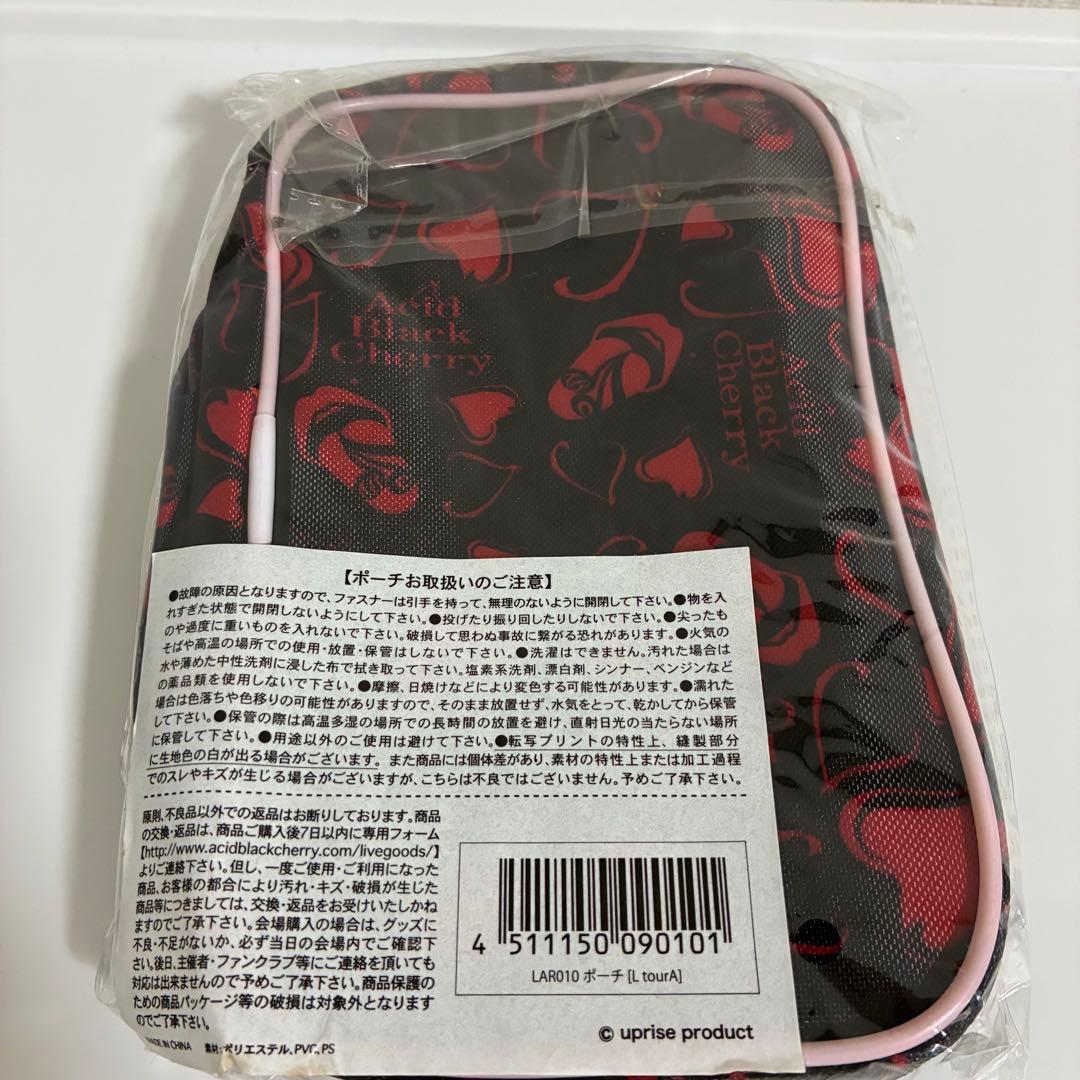 Acid
Black
Cherry
Acid
Black
Cherry
【ポーチお取扱いのご注意】
●故障の原因となりますので、ファスナーは引手を持って、無理のないように開閉して下さい。●物を
入れすぎた状態で開閉しないようにして下さい。●投げたり振り回したりしないで下さい。●尖ったも
のや過度に重いものを入れないで下さい。破損して思わぬ事故に繋がる恐れがあります。●火気の
そばや高温の場所での使用・放置・保管はしないで下さい。●洗濯はできません。汚れた場合は
水や薄めた中性洗剤に浸した布で拭き取って下さい。塩素系洗剤、漂白剤、シンナー、ベンジンなど
の薬品類を使用しないで下さい。●摩擦、日焼けなどにより変色する可能性があります。●濡れた
場合は色落ちや色移りの可能性がありますので、そのまま放置せず、水気をとって、乾かしてから保管
して下さい。●保管の際は高温多湿の場所での長時間の放置を避け、直射日光の当たらない場所
に保管して下さい。●用途以外のご使用は避けて下さい。●転写プリントの特性上、縫製部分
に生地色の白が出る場合がございます。また商品には個体差があり、素材の特性上または加工過程
でのスレやキズが生じる場合がございますが、こちらは不良ではございません。予めご了承下さい。
原則、不良品以外での返品はお断りしております。商品
の交換・返品は、商品ご購入後7日以内に専用フォーム
【http://www.acidblackcherry.com/livegoods/】
よりご連絡下さい。但し、一度ご使用・ご利用になった
商品、お客様の都合により汚れ・キズ・破損が生じた
商品等につきましては、交換・返品をお受けいたしかね
ますのでご了承下さい。会場購入の場合は、グッズに
不良・不足がないか、必ず当日の会場内でご確認下
さい。後日、主催者・ファンクラブ等にご連絡を頂いても
対応は出来ませんので予めご了承下さい。商品保護のた
めの商品パッケージ等の破損は対象外となります
のでご了承下さい。
MADE IN CHINA 素材:ポリエステル、PVC、PS
4 511150 090101
LAR010 ポーチ [L tourA]
© uprise product